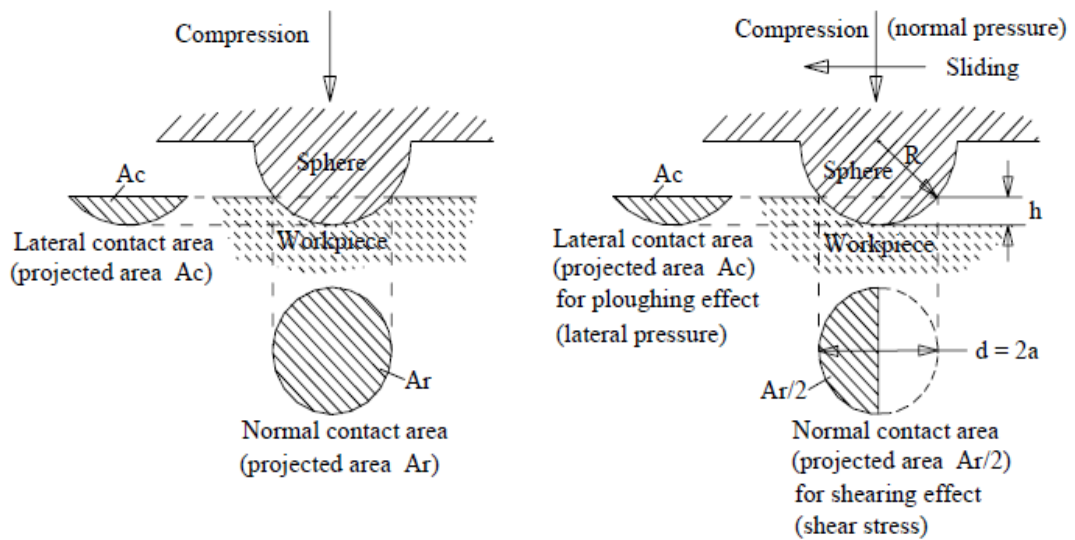 Compression
Sphere
Ac
Workpiece
Lateral contact area
(projected area Ac)
Ar
Normal contact area
(projected area Ar)
Compression
(normal pressure)
Sliding
R
Sphere
Ac
h
Workpiece
Lateral contact area
(projected area Ac)
for ploughing effect
(lateral pressure)
d = 2a
Ar/2
Normal contact area
(projected area Ar/2)
for shearing effect
(shear stress)